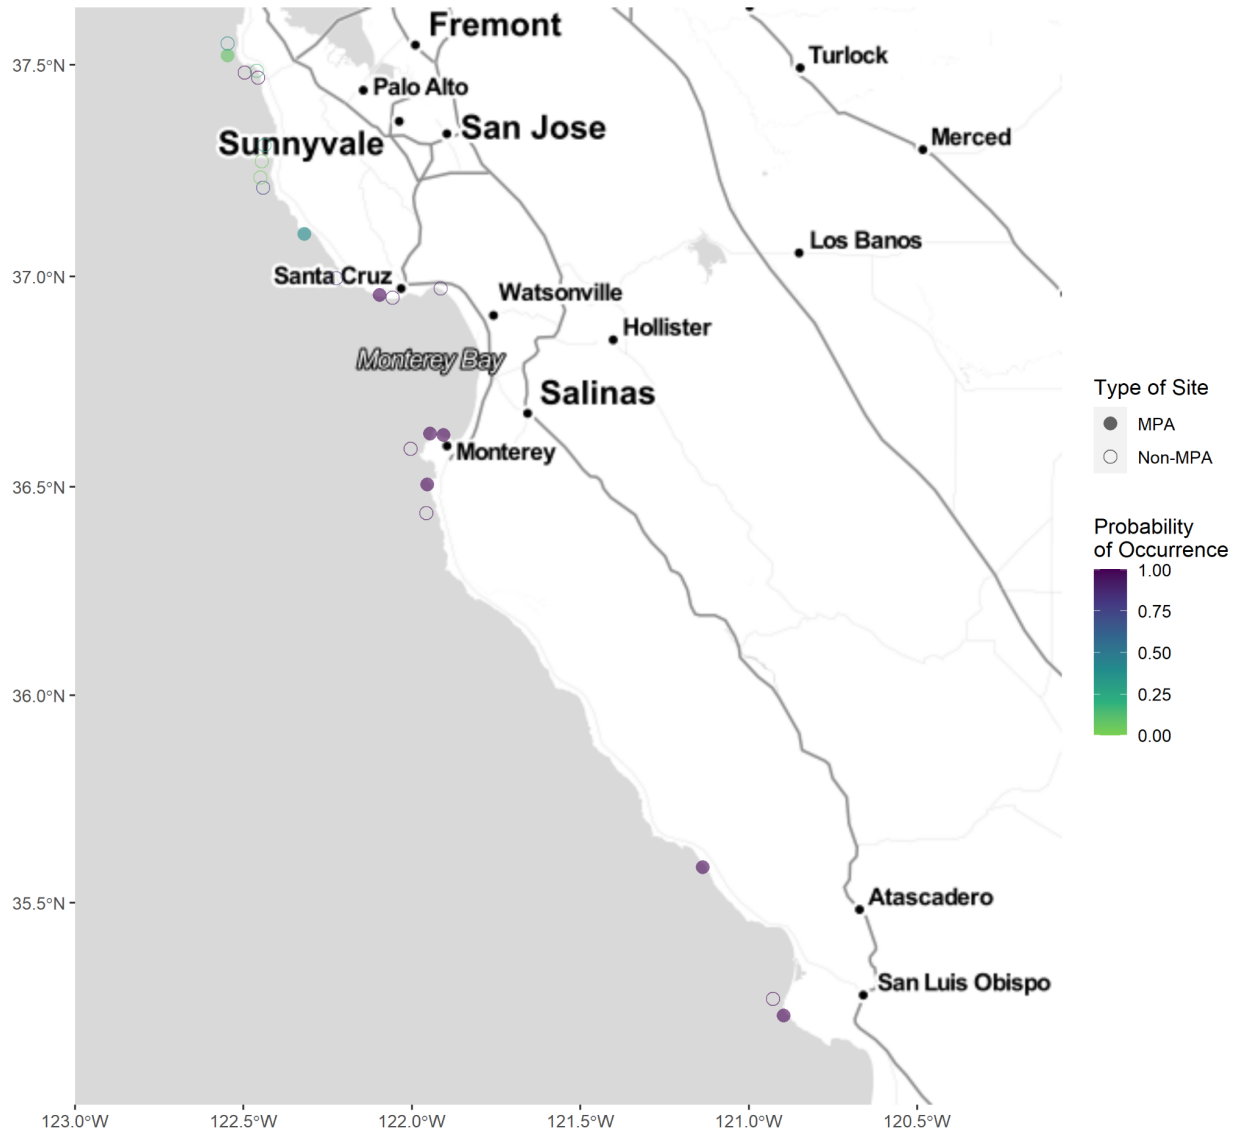 Fremont
Turlock
37.5°N
Palo Alto
San Jose
Merced
Sunnyvale
Los Banos
37.0°N
Santa Cruz
Watsonville
Hollister
Monterey Bay
Salinas
Monterey
36.5°N
36.0°N
35.5°N
Atascadero
San Luis Obispo
123.0°W
122.5°W
122.0°W
121.5°W
121.0°W
120.5°W
Type of Site
MPA
Non-MPA
Probability
of Occurrence
1.00
0.75
0.50
0.25
0.00